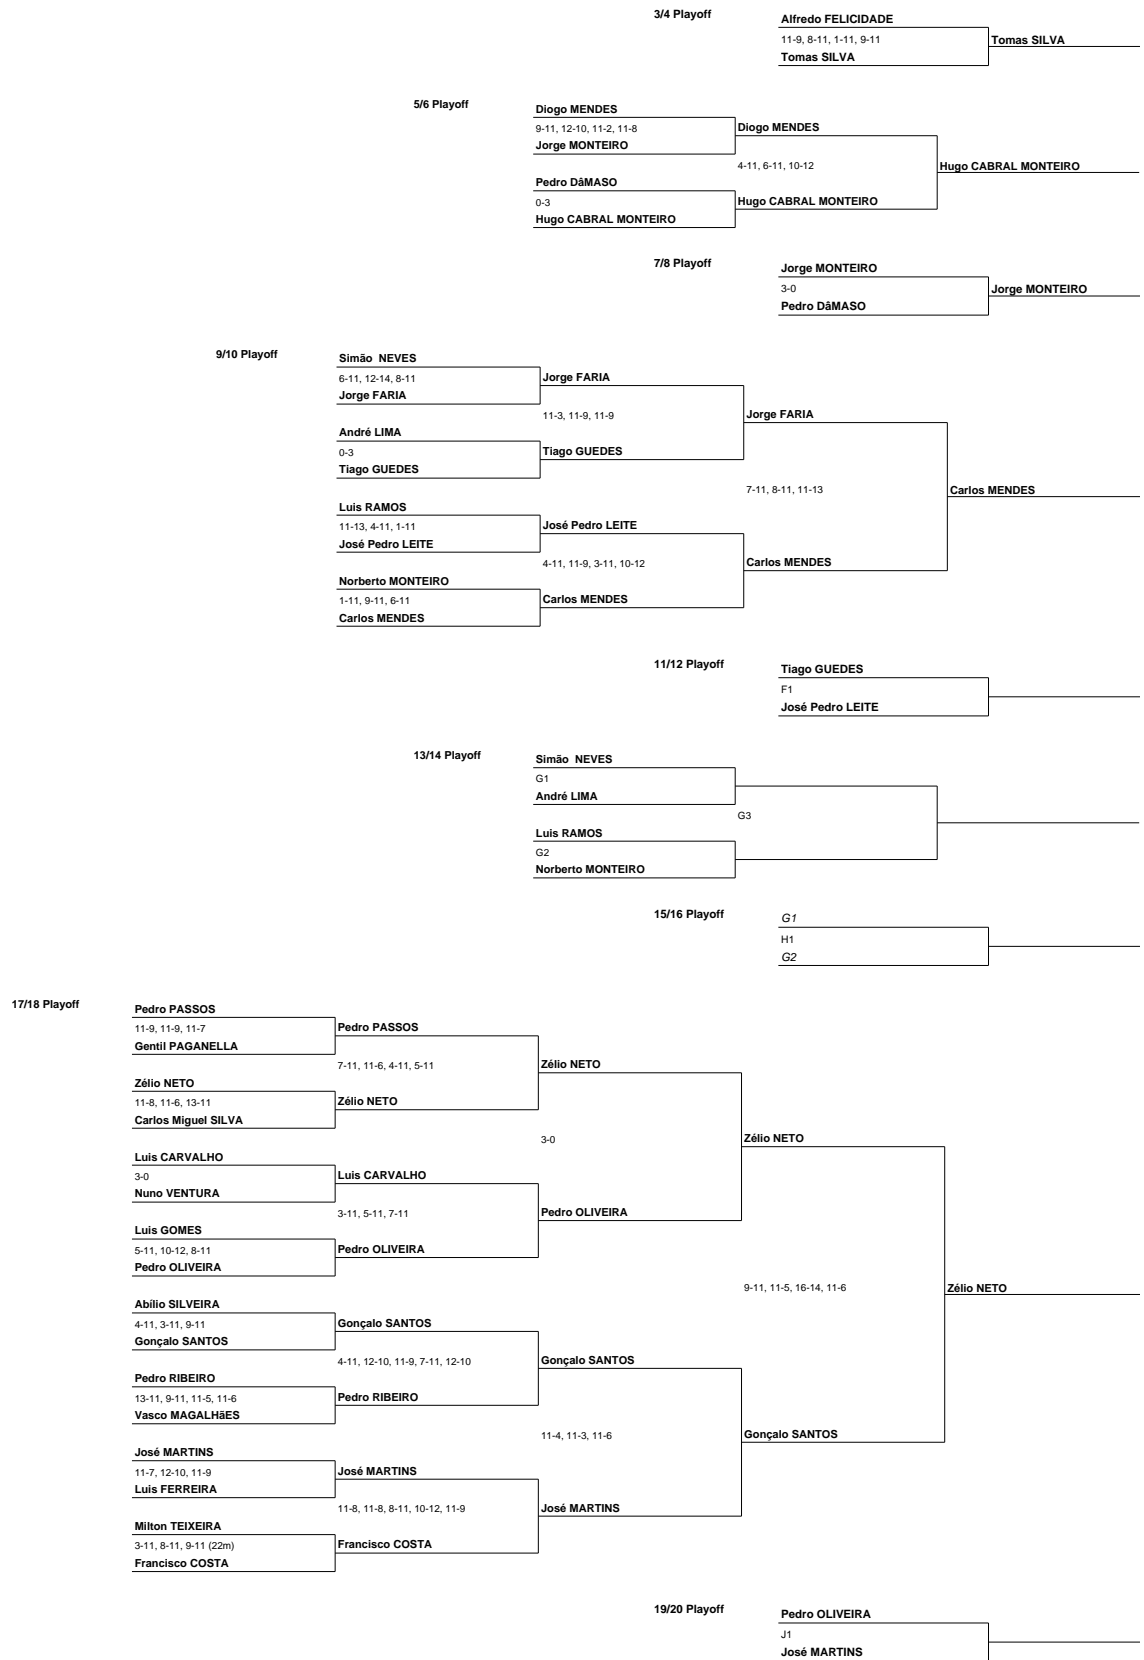 3/4 Playoff
Alfredo FELICIDADE
11-9, 8-11, 1-11, 9-11
Tomas SILVA
Tomas SILVA
5/6 Playoff
Diogo MENDES
9-11, 12-10, 11-2, 11-8
Diogo MENDES
Jorge MONTEIRO
4-11, 6-11, 10-12
Hugo CABRAL MONTEIRO
Pedro DâMASO
0-3
Hugo CABRAL MONTEIRO
Hugo CABRAL MONTEIRO
7/8 Playoff
Jorge MONTEIRO
3-0
Jorge MONTEIRO
Pedro DâMASO
9/10 Playoff
Simão  NEVES
6-11, 12-14, 8-11
Jorge FARIA
Jorge FARIA
11-3, 11-9, 11-9
Jorge FARIA
André LIMA
0-3
Tiago GUEDES
Tiago GUEDES
7-11, 8-11, 11-13
Carlos MENDES
Luis RAMOS
11-13, 4-11, 1-11
José Pedro LEITE
José Pedro LEITE
4-11, 11-9, 3-11, 10-12
Carlos MENDES
Norberto MONTEIRO
1-11, 9-11, 6-11
Carlos MENDES
Carlos MENDES
11/12 Playoff
Tiago GUEDES
F1
José Pedro LEITE
13/14 Playoff
Simão  NEVES
G1
André LIMA
G3
Luis RAMOS
G2
Norberto MONTEIRO
15/16 Playoff
G1
H1
G2
17/18 Playoff
Pedro PASSOS
11-9, 11-9, 11-7
Pedro PASSOS
Gentil PAGANELLA
7-11, 11-6, 4-11, 5-11
Zélio NETO
Zélio NETO
11-8, 11-6, 13-11
Zélio NETO
Carlos Miguel SILVA
3-0
Zélio NETO
Luis CARVALHO
3-0
Luis CARVALHO
Nuno VENTURA
3-11, 5-11, 7-11
Pedro OLIVEIRA
Luis GOMES
5-11, 10-12, 8-11
Pedro OLIVEIRA
Pedro OLIVEIRA
9-11, 11-5, 16-14, 11-6
Zélio NETO
Abílio SILVEIRA
4-11, 3-11, 9-11
Gonçalo SANTOS
Gonçalo SANTOS
4-11, 12-10, 11-9, 7-11, 12-10
Gonçalo SANTOS
Pedro RIBEIRO
13-11, 9-11, 11-5, 11-6
Pedro RIBEIRO
Vasco MAGALHãES
11-4, 11-3, 11-6
Gonçalo SANTOS
José MARTINS
11-7, 12-10, 11-9
José MARTINS
Luis FERREIRA
11-8, 11-8, 8-11, 10-12, 11-9
José MARTINS
Milton TEIXEIRA
3-11, 8-11, 9-11 (22m)
Francisco COSTA
Francisco COSTA
19/20 Playoff
Pedro OLIVEIRA
J1
José MARTINS